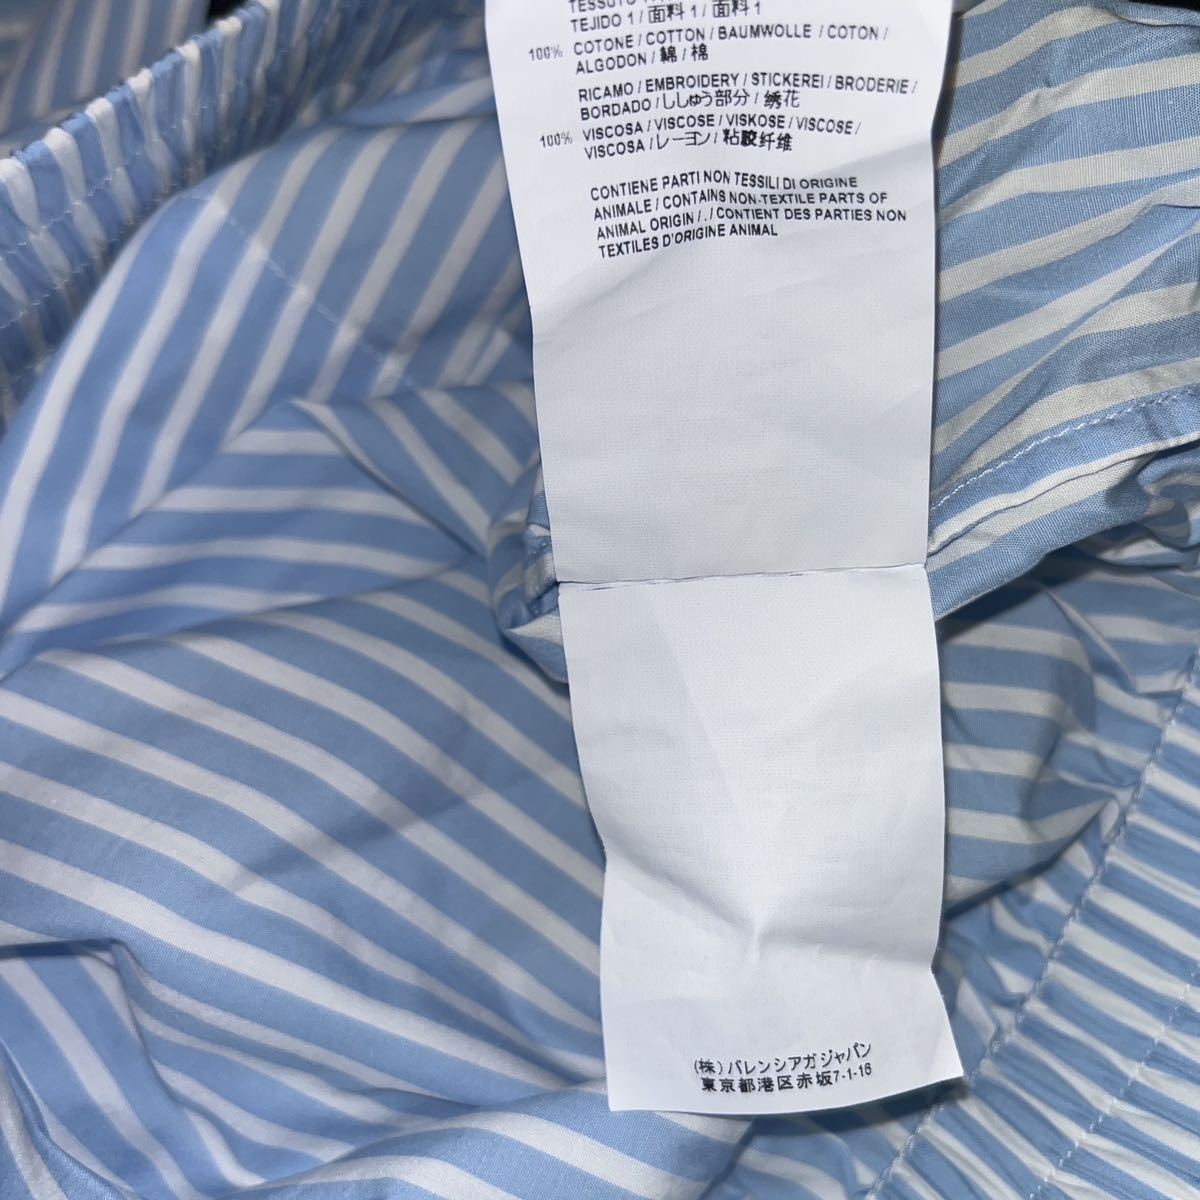 TEJIDO 1 / 面料 1 / 面料 1
100% COTONE / COTTON / BAUMWOLLE / COTON /
ALGODON / 綿 / 棉
RICAMO / EMBROIDERY / STICKEREI / BRODERIE /
BORDADO / ししゅう部分 / 绣花
100% VISCOSA / VISCOSE / VISKOSE / VISCOSE /
VISCOSA / レーヨン / 粘胶纤维
CONTIENE PARTI NON TESSILI DI ORIGINE
ANIMALE / CONTAINS NON-TEXTILE PARTS OF
ANIMAL ORIGIN / . / CONTIENT DES PARTIES NON
TEXTILES D'ORIGINE ANIMAL
(株) バレンシアガ ジャパン
東京都港区赤坂7-1-16